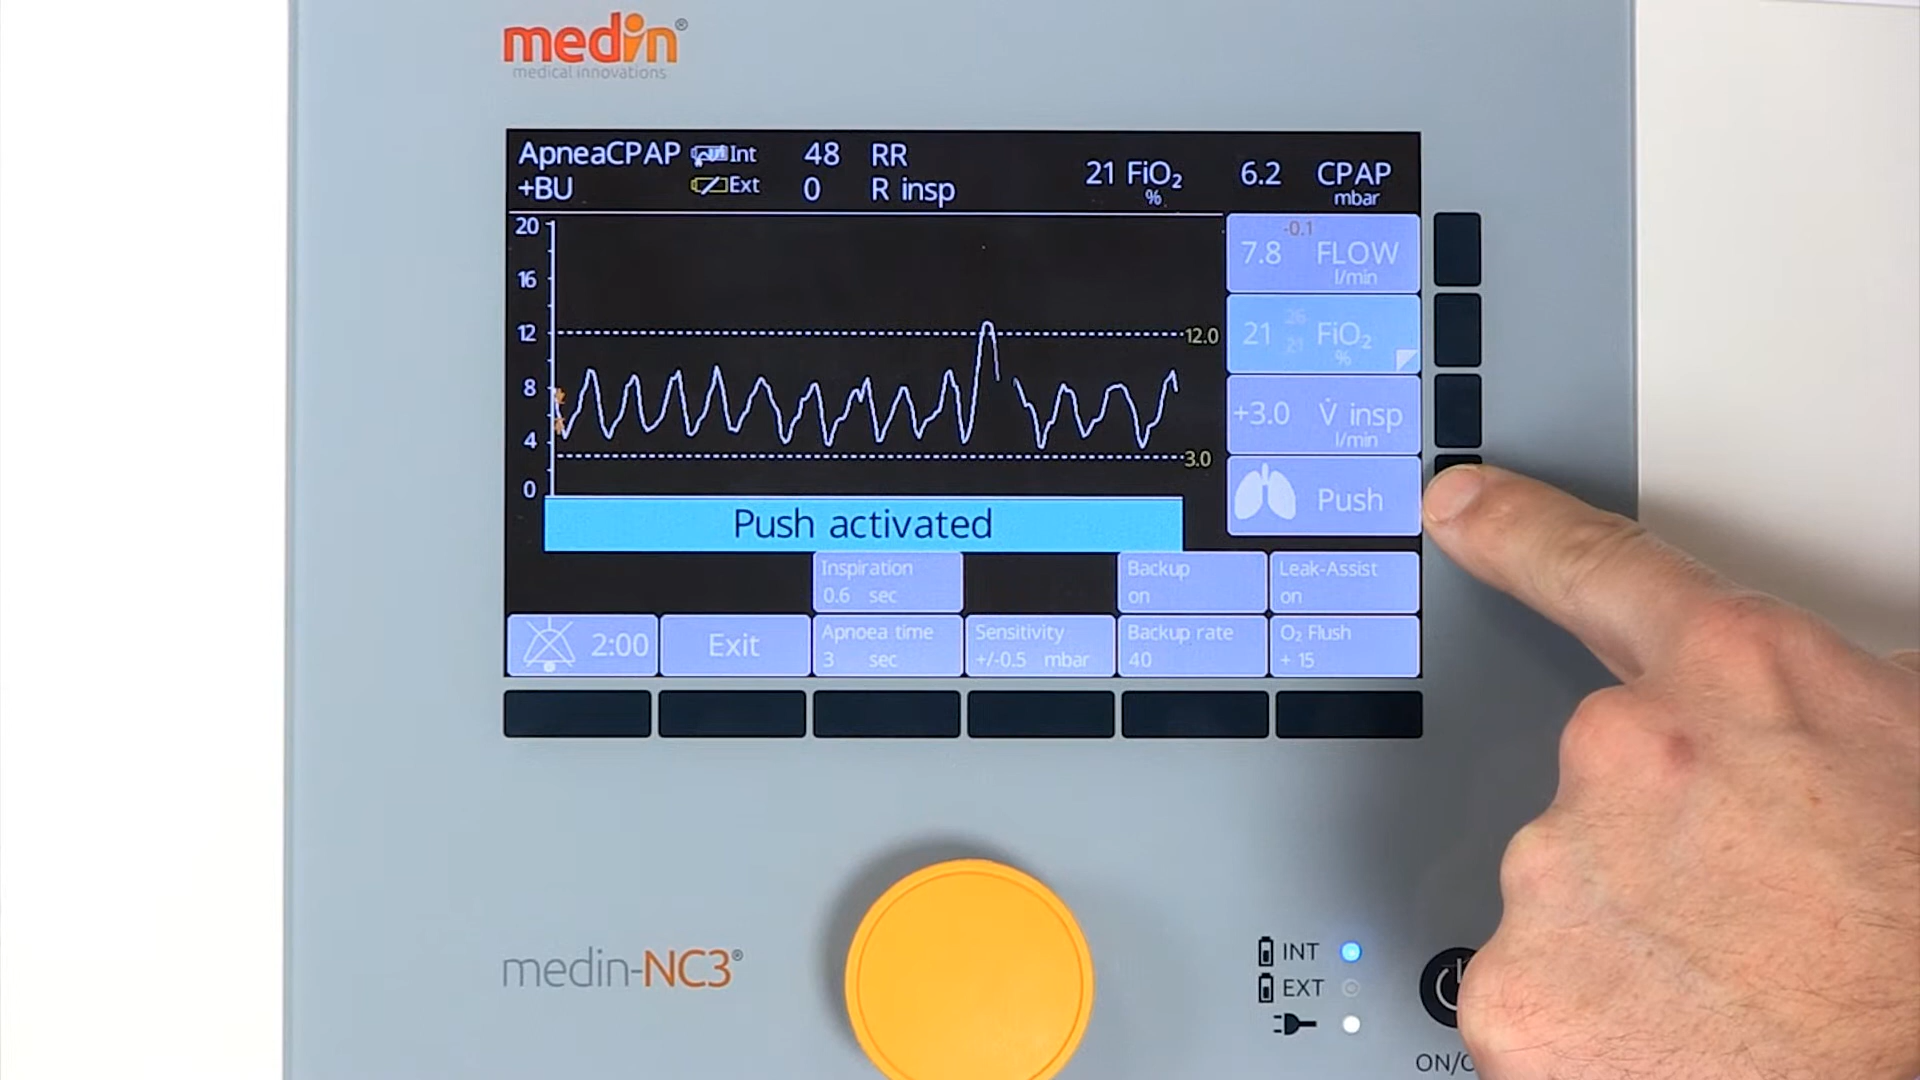 medin®
medical innovations
ApneaCPAP Int 48 RR
+BU Ext 0 R insp
21 FiO₂
%
6.2 CPAP
mbar
20
16
12
8
4
0
12.0
3.0
-0.1
7.8 FLOW
l/min
26
21 FiO₂
21
%
+3.0 V̇ insp
l/min
Push
Push activated
Inspiration
0.6 sec
Backup
on
Leak-Assist
on
2:00
Exit
Apnoea time
3 sec
Sensitivity
+/-0.5 mbar
Backup rate
40
O₂ Flush
+ 15
medin-NC3®
INT
EXT